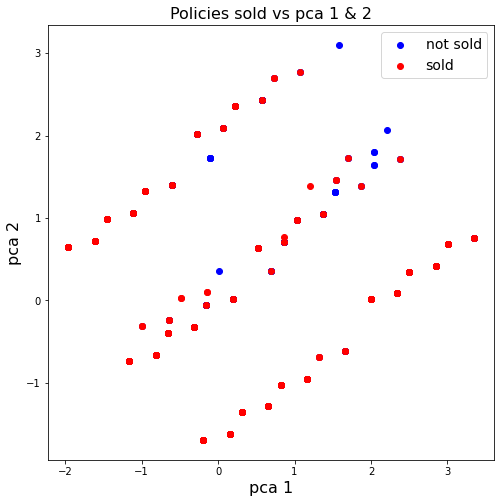 Policies sold vs pca 1 & 2
not sold
sold
3
2
1
0
−1
pca 2
−2
−1
0
1
2
3
pca 1